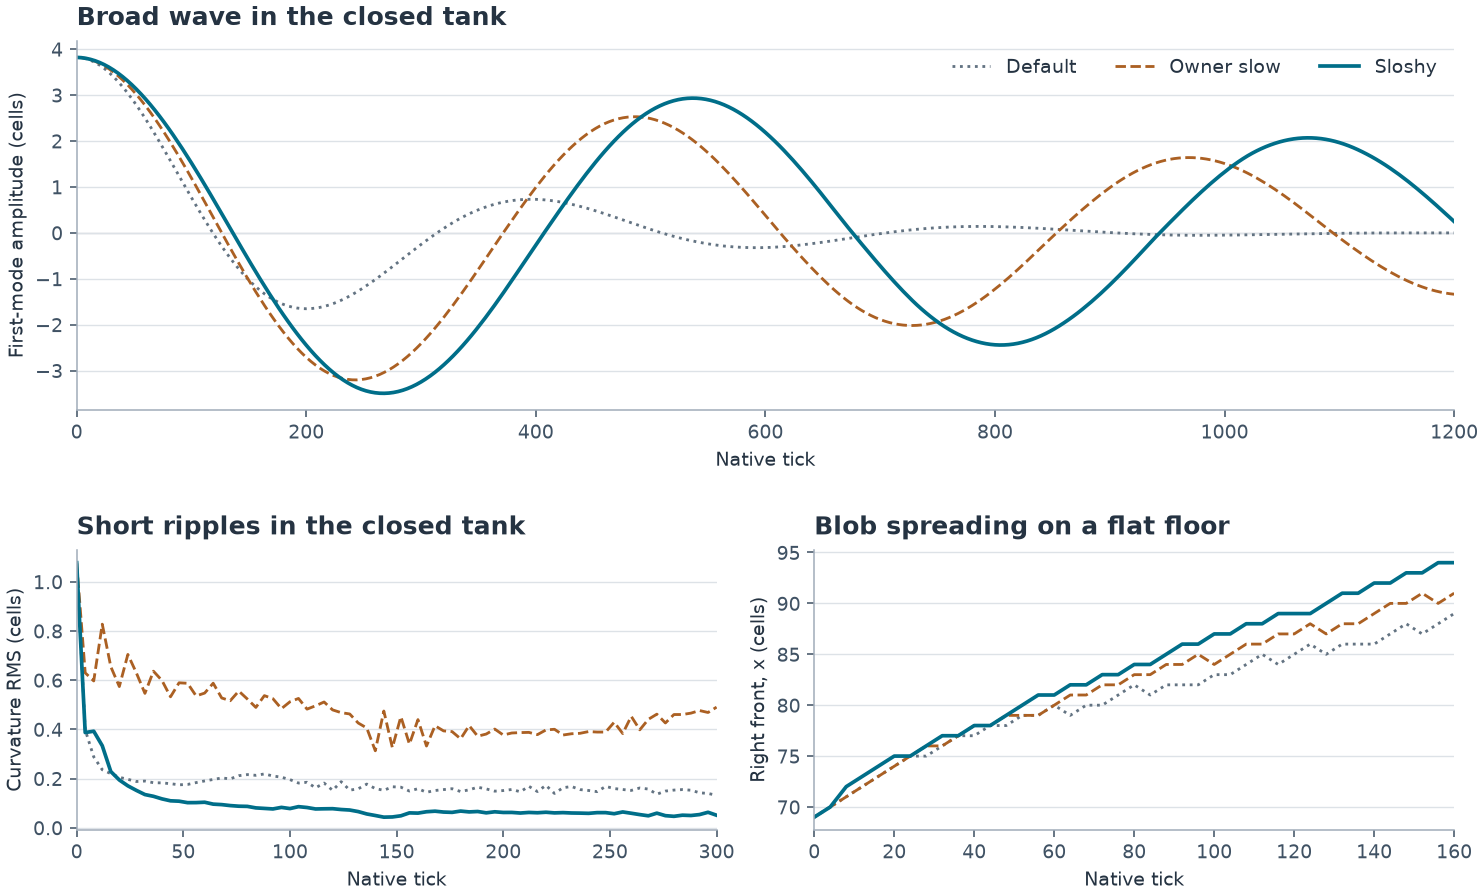 Broad wave in the closed tank
First-mode amplitude (cells)
4
3
2
1
0
−1
−2
−3
Default
Owner slow
Sloshy
0 200 400 600 800 1000 1200
Native tick
Short ripples in the closed tank
Curvature RMS (cells)
1.0
0.8
0.6
0.4
0.2
0.0
0 50 100 150 200 250 300
Native tick
Blob spreading on a flat floor
Right front, x (cells)
95
90
85
80
75
70
0 20 40 60 80 100 120 140 160
Native tick